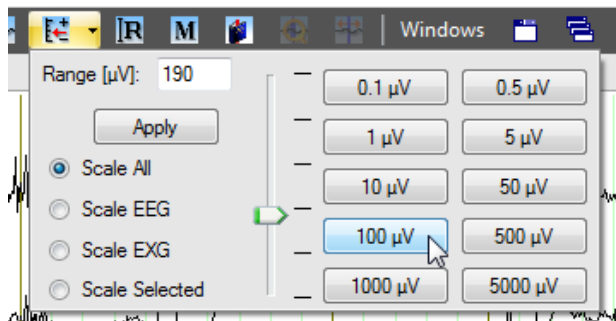 R M Windows
Range [µV]: 190
0.1 µV 0.5 µV
Apply
1 µV 5 µV
Scale All
10 µV 50 µV
Scale EEG
100 µV 500 µV
Scale EXG
1000 µV 5000 µV
Scale Selected